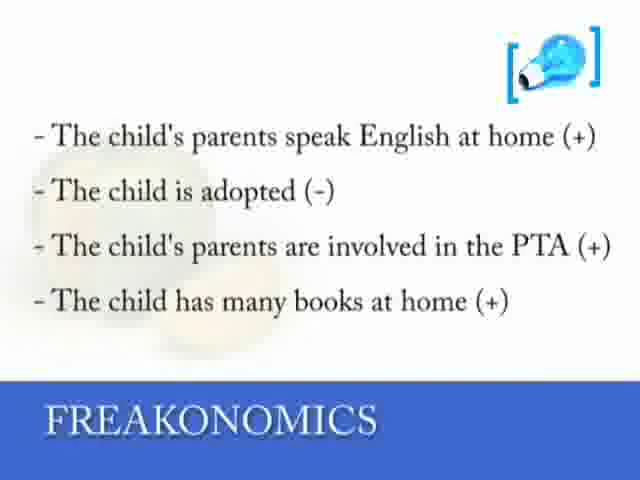 - The child's parents speak English at home (+)
- The child is adopted (-)
- The child's parents are involved in the PTA (+)
- The child has many books at home (+)
FREAKONOMICS